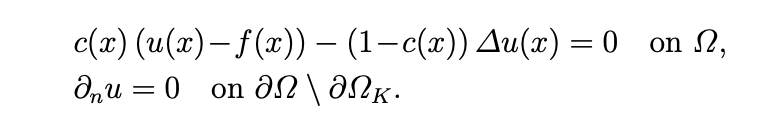 c(x) (u(x)−f(x)) − (1−c(x)) Δu(x) = 0 on Ω,
∂ₙu = 0 on ∂Ω \ ∂Ω_K.